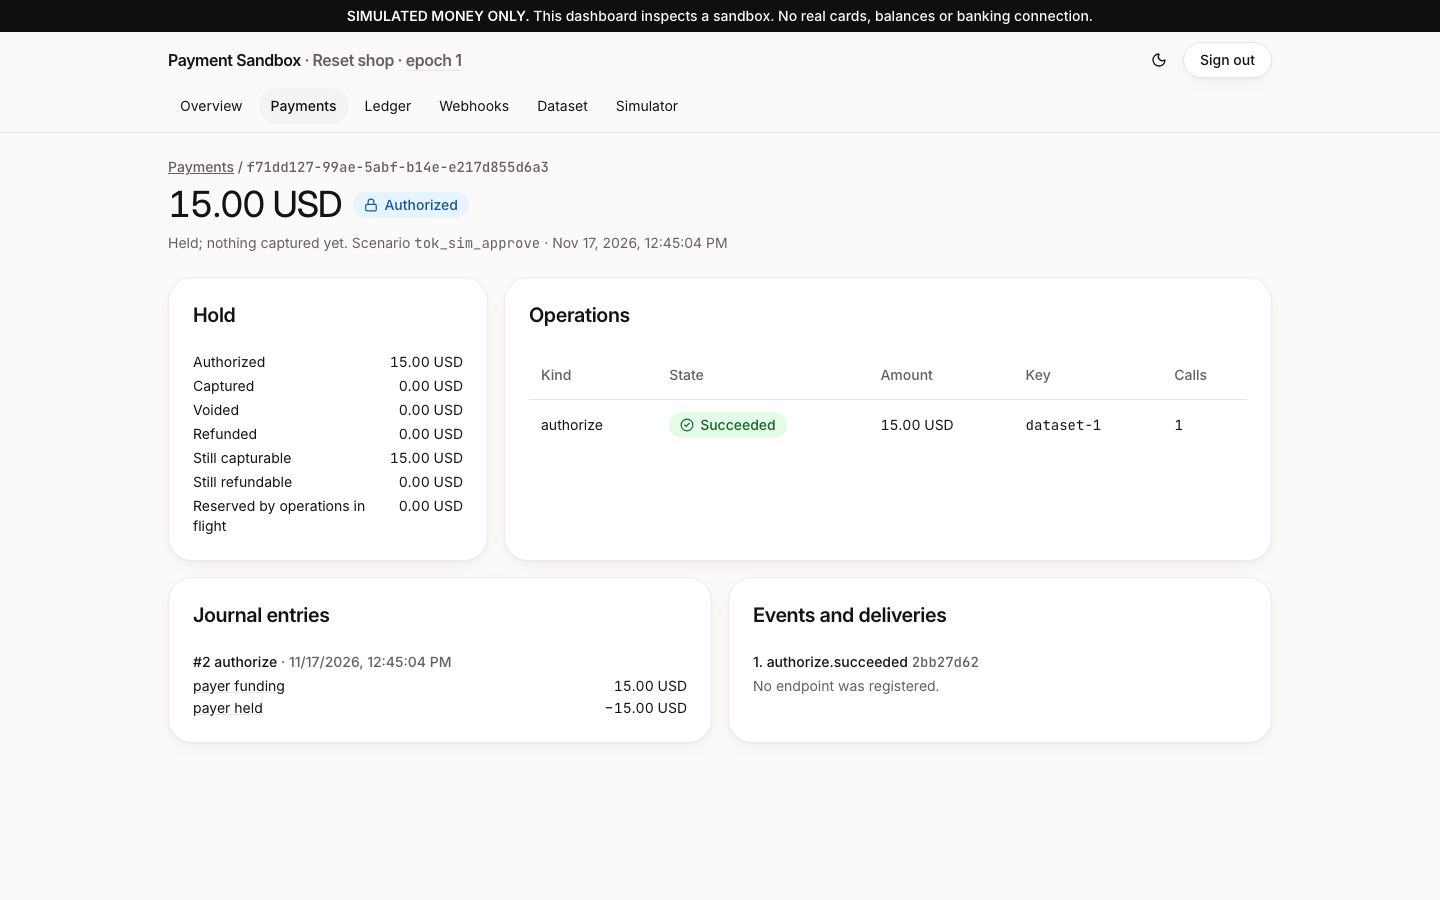 SIMULATED MONEY ONLY. This dashboard inspects a sandbox. No real cards, balances or banking connection.
Payment Sandbox · Reset shop · epoch 1
Sign out
Overview Payments Ledger Webhooks Dataset Simulator
Payments / f71dd127-99ae-5abf-b14e-e217d855d6a3
15.00 USD Authorized
Held; nothing captured yet. Scenario tok_sim_approve · Nov 17, 2026, 12:45:04 PM
Hold
Authorized 15.00 USD
Captured 0.00 USD
Voided 0.00 USD
Refunded 0.00 USD
Still capturable 15.00 USD
Still refundable 0.00 USD
Reserved by operations in 0.00 USD
flight
Operations
Kind State Amount Key Calls
authorize Succeeded 15.00 USD dataset-1 1
Journal entries
#2 authorize · 11/17/2026, 12:45:04 PM
payer funding 15.00 USD
payer held −15.00 USD
Events and deliveries
1. authorize.succeeded 2bb27d62
No endpoint was registered.